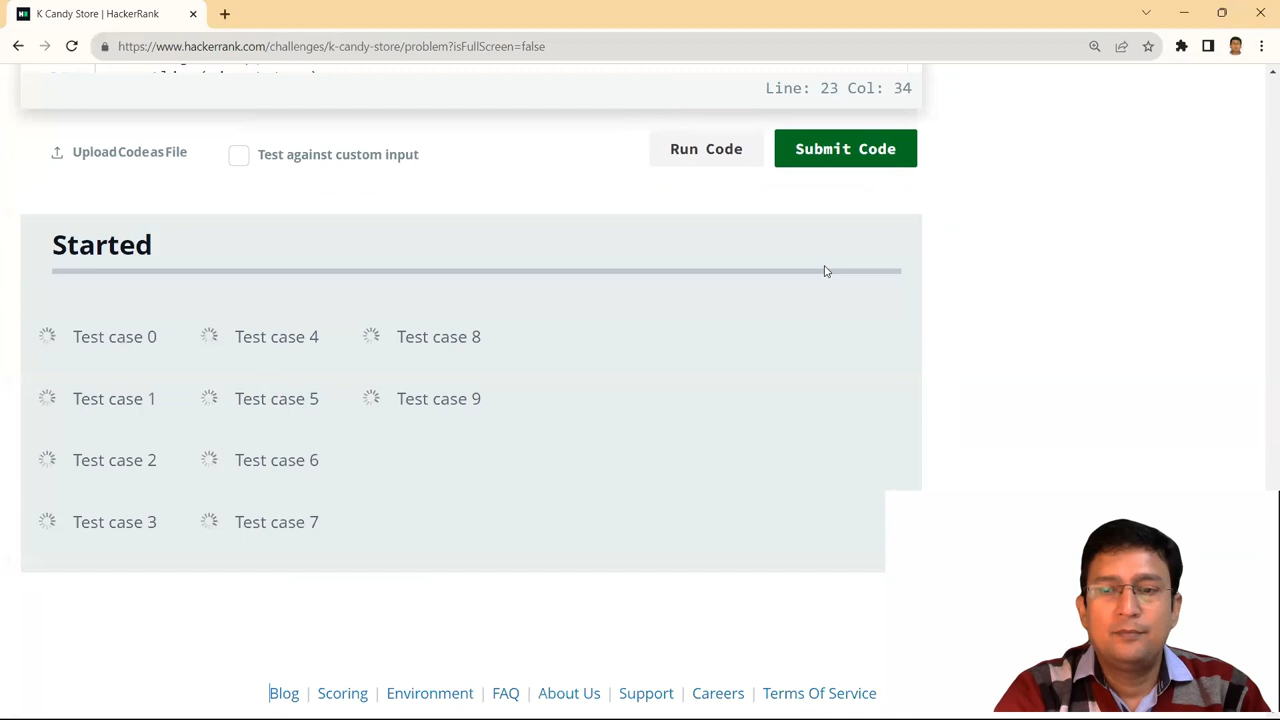 K Candy Store | HackerRank
https://www.hackerrank.com/challenges/k-candy-store/problem?isFullScreen=false
Line: 23 Col: 34
Upload Code as File
Test against custom input
Run Code
Submit Code
Started
Test case 0
Test case 4
Test case 8
Test case 1
Test case 5
Test case 9
Test case 2
Test case 6
Test case 3
Test case 7
Blog | Scoring | Environment | FAQ | About Us | Support | Careers | Terms Of Service